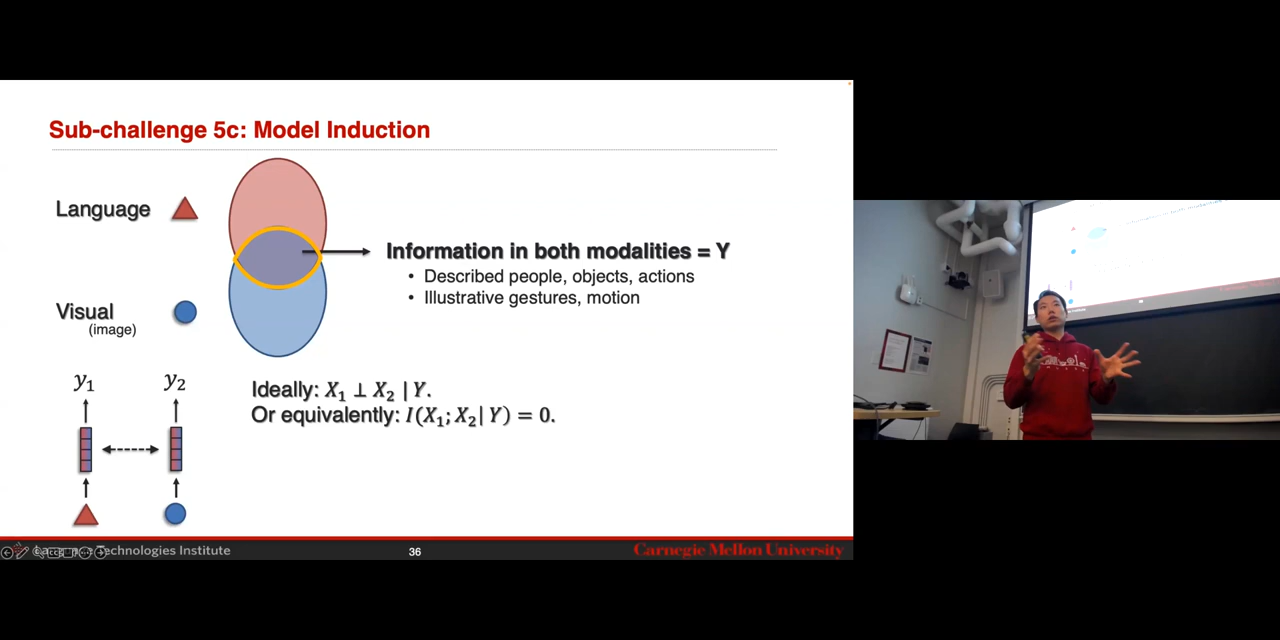 Sub-challenge 5c: Model Induction
Language
Information in both modalities = Y
• Described people, objects, actions
• Illustrative gestures, motion
Visual
(image)
y₁ y₂
Ideally: X₁ ⊥ X₂ | Y.
Or equivalently: I(X₁; X₂| Y) = 0.
Technologies Institute
36
Carnegie Mellon University